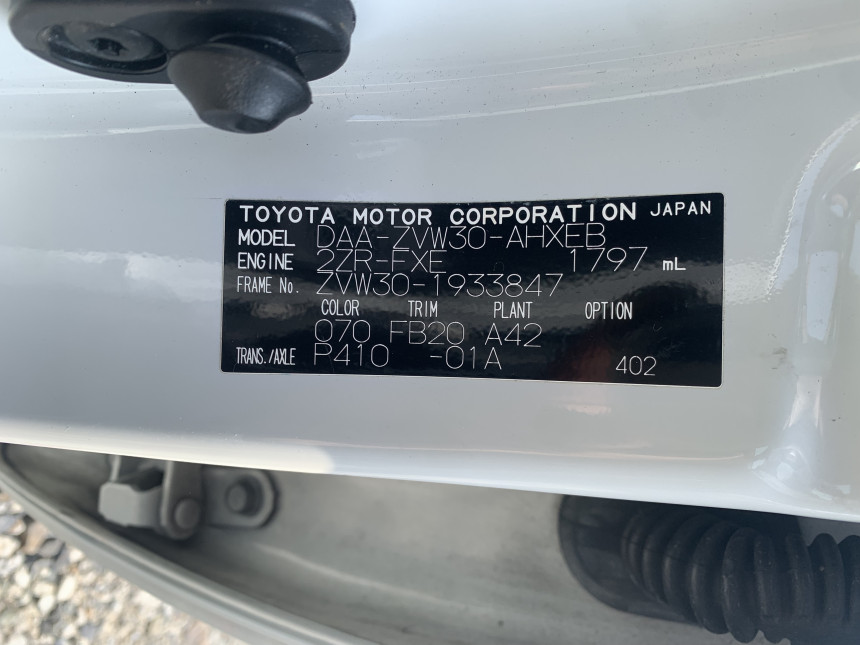 TOYOTA MOTOR CORPORATION JAPAN
MODEL DAA-ZVW30-AHXEB
ENGINE 2ZR-FXE 1797 mL
FRAME No. ZVW30-1933847
COLOR TRIM PLANT OPTION
070 FB20 A42
TRANS./AXLE P410 -01A 402